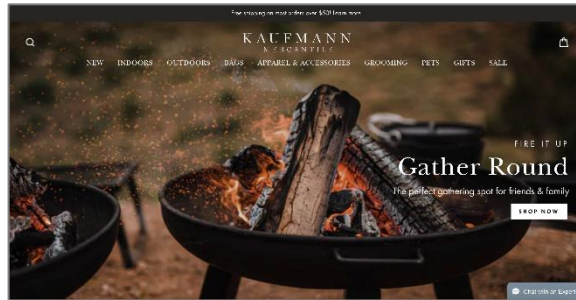 Free shipping on most orders over $50! Learn more
KAUFMANN
MERCANTILE
NEW INDOORS OUTDOORS BAGS APPAREL & ACCESSORIES GROOMING PETS GIFTS SALE
FIRE IT UP
Gather Round
The perfect gathering spot for friends & family
SHOP NOW
Chat with an Expert